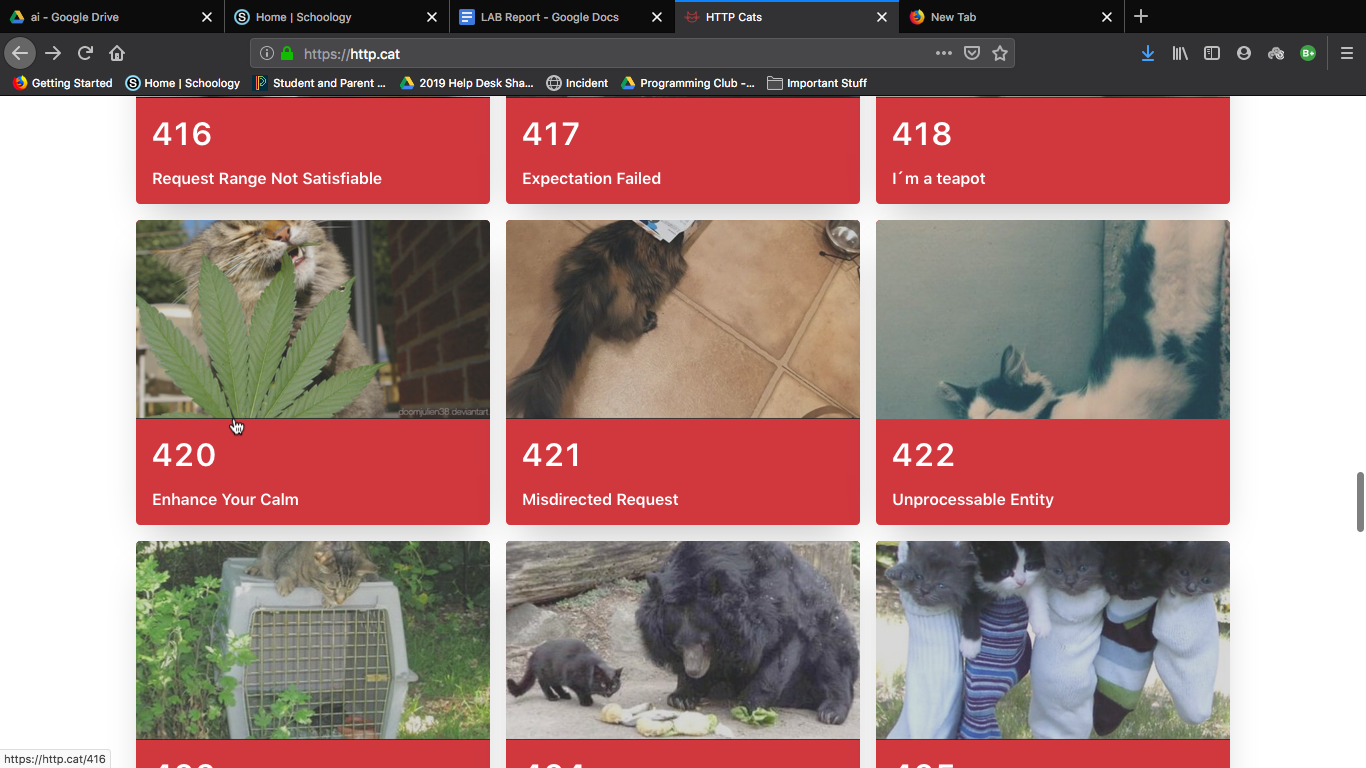 ai - Google Drive
Home | Schoology
LAB Report - Google Docs
HTTP Cats
New Tab
https://http.cat
Getting Started
Home | Schoology
Student and Parent ...
2019 Help Desk Sha...
Incident
Programming Club -...
Important Stuff
B+
416
Request Range Not Satisfiable
417
Expectation Failed
418
I´m a teapot
doomjulien38.deviantart.
420
Enhance Your Calm
421
Misdirected Request
422
Unprocessable Entity
https://http.cat/416